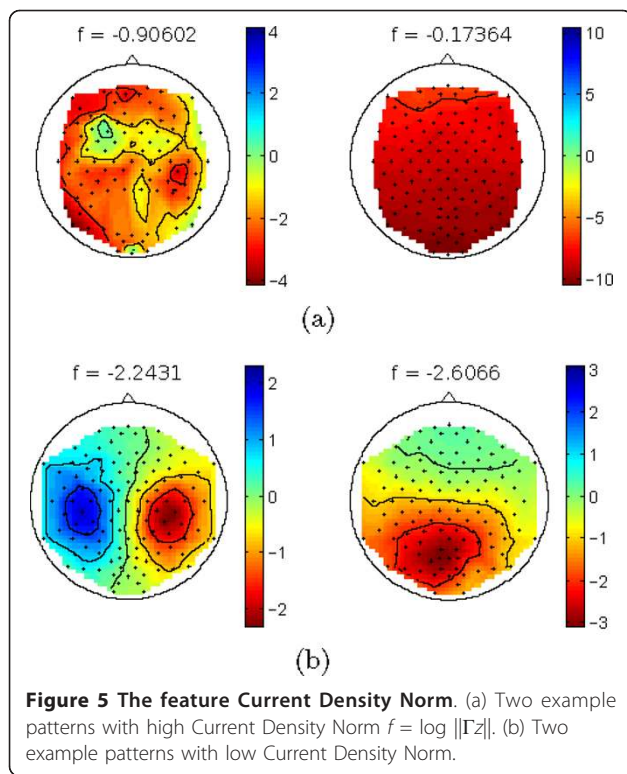 f = -0.90602
f = -0.17364
4
2
0
-2
-4
10
5
0
-5
-10
(a)
f = -2.2431
f = -2.6066
2
1
0
-1
-2
3
2
1
0
-1
-2
-3
(b)
Figure 5 The feature Current Density Norm. (a) Two example
patterns with high Current Density Norm f = log ||Γz||. (b) Two
example patterns with low Current Density Norm.